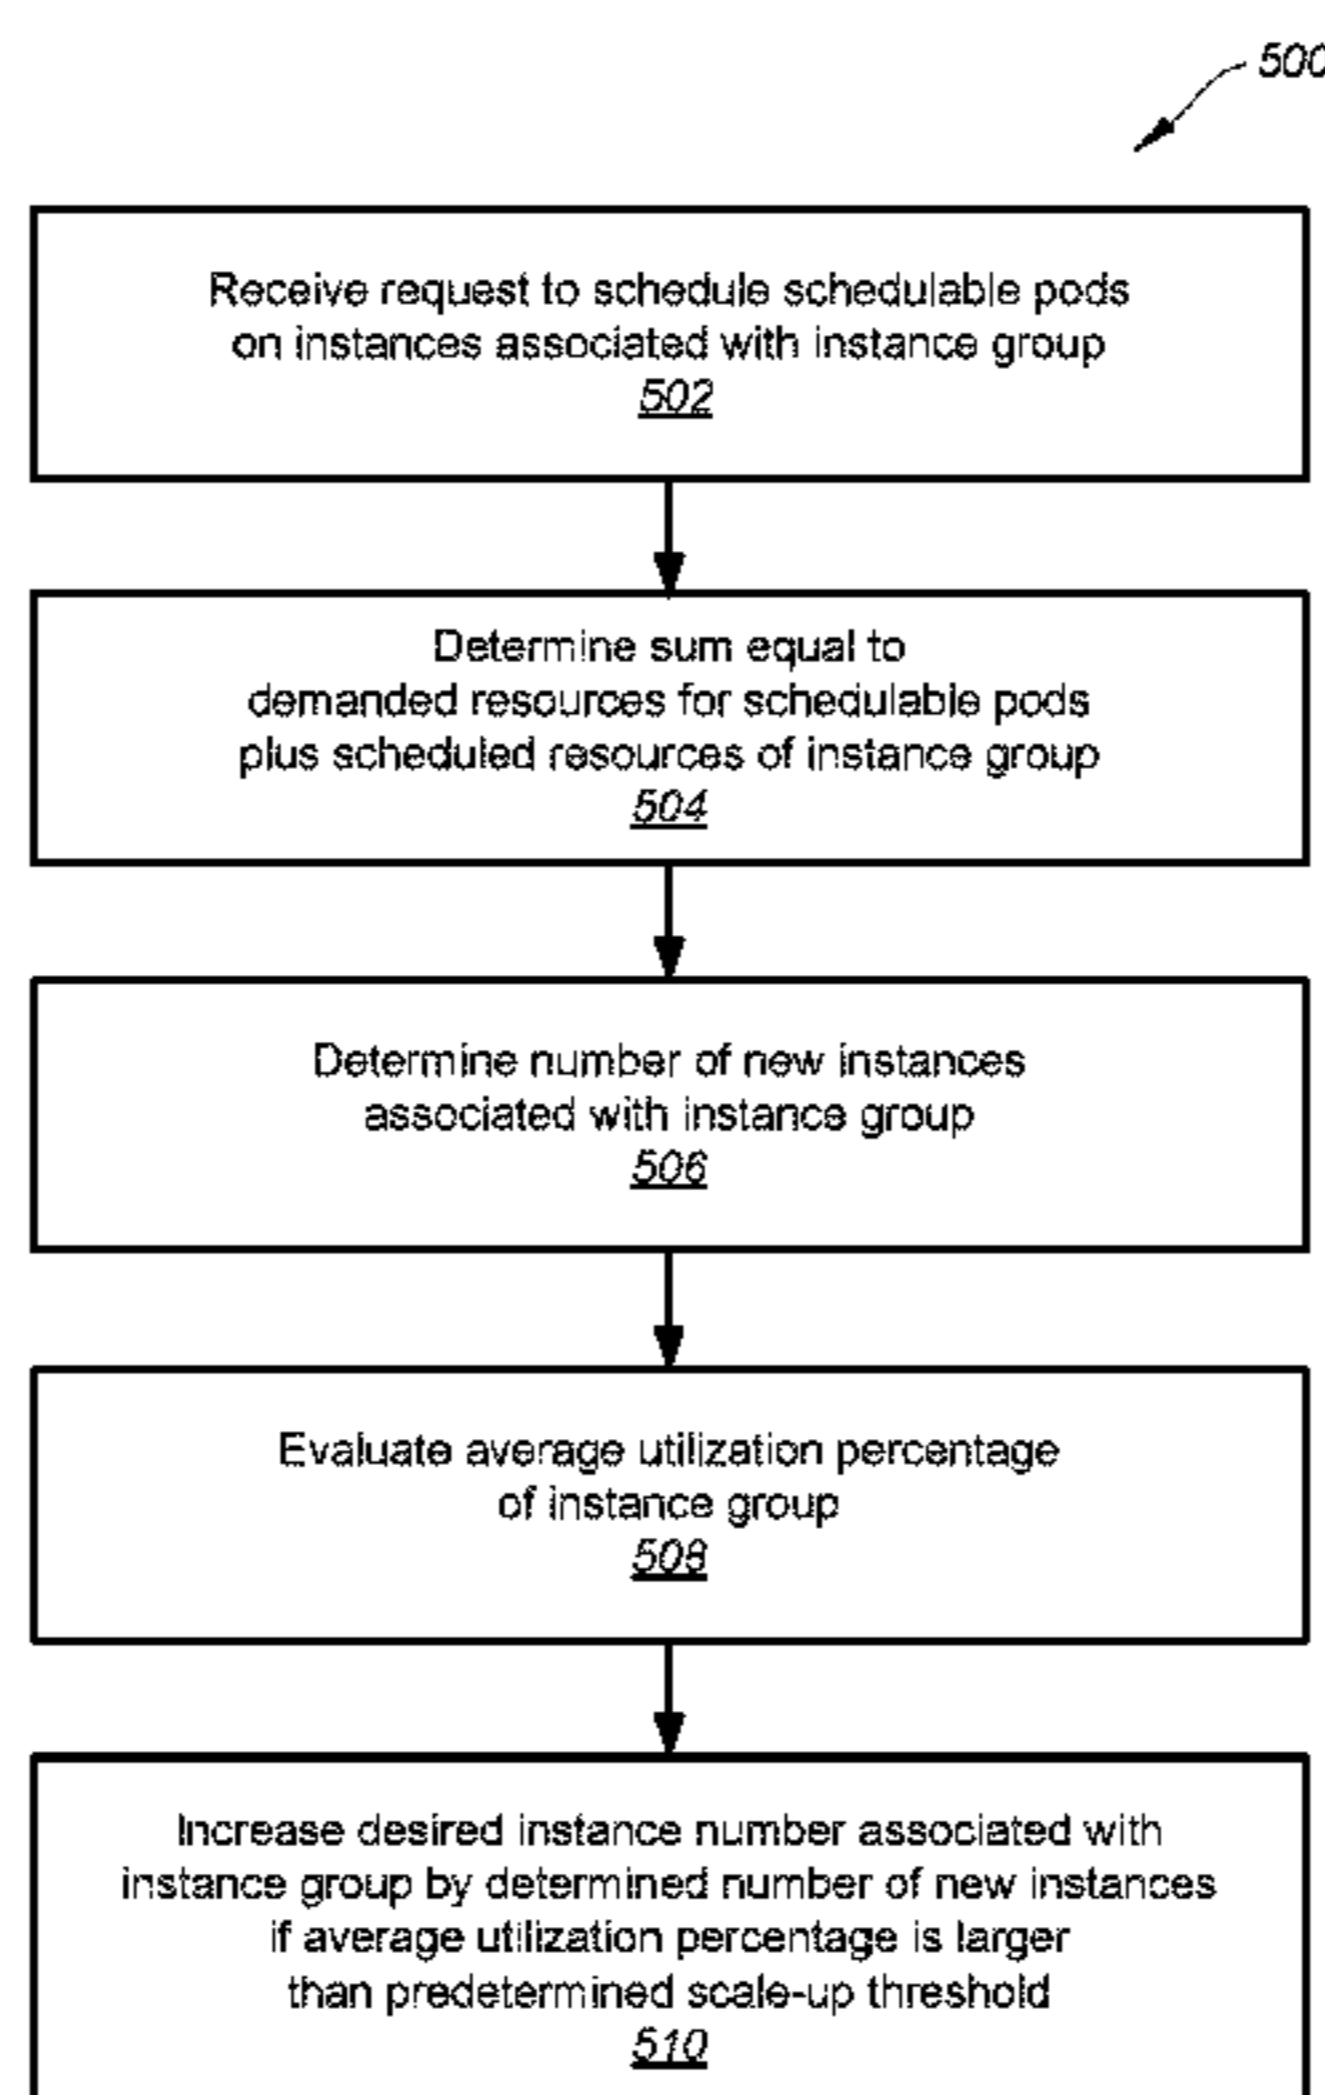 500
Receive request to schedule schedulable pods
on instances associated with instance group
502
Determine sum equal to
demanded resources for schedulable pods
plus scheduled resources of instance group
504
Determine number of new instances
associated with instance group
506
Evaluate average utilization percentage
of instance group
508
Increase desired instance number associated with
instance group by determined number of new instances
if average utilization percentage is larger
than predetermined scale-up threshold
510